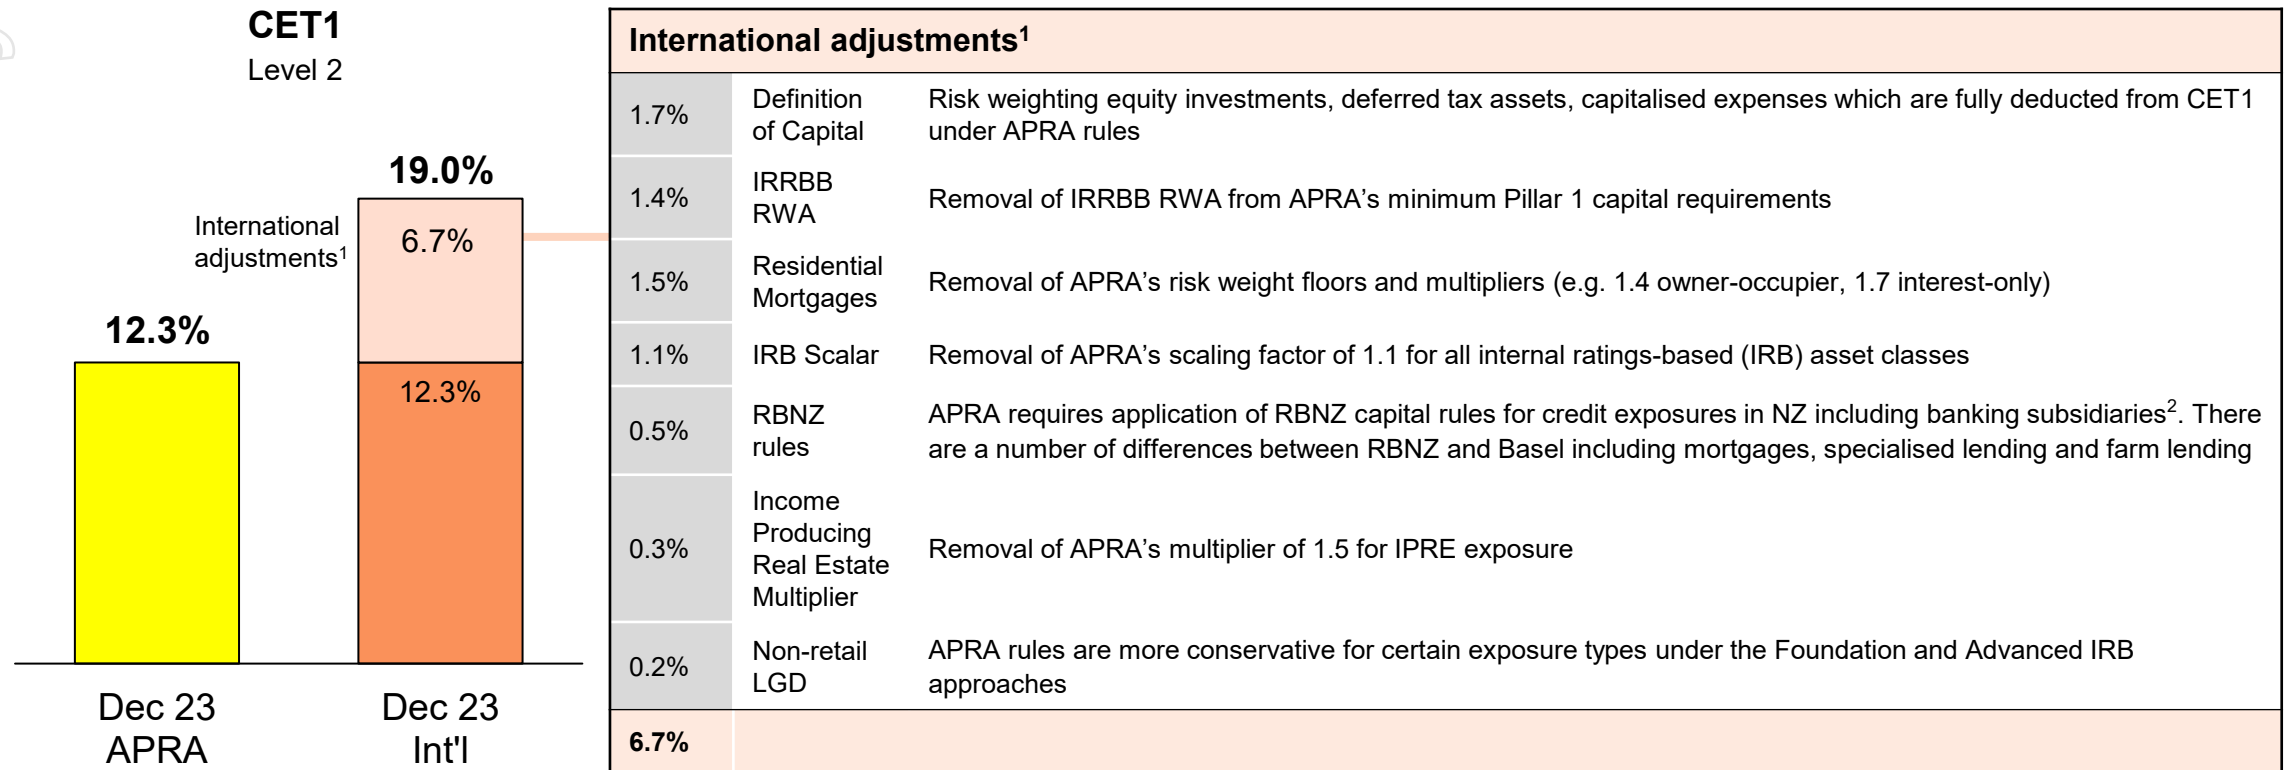 CET1
Level 2
19.0%
International
adjustments¹
6.7%
12.3%
12.3%
Dec 23
APRA
Dec 23
Int'l
International adjustments¹
1.7%
Definition
of Capital
Risk weighting equity investments, deferred tax assets, capitalised expenses which are fully deducted from CET1
under APRA rules
1.4%
IRRBB
RWA
Removal of IRRBB RWA from APRA’s minimum Pillar 1 capital requirements
1.5%
Residential
Mortgages
Removal of APRA’s risk weight floors and multipliers (e.g. 1.4 owner-occupier, 1.7 interest-only)
1.1%
IRB Scalar
Removal of APRA’s scaling factor of 1.1 for all internal ratings-based (IRB) asset classes
0.5%
RBNZ
rules
APRA requires application of RBNZ capital rules for credit exposures in NZ including banking subsidiaries². There
are a number of differences between RBNZ and Basel including mortgages, specialised lending and farm lending
0.3%
Income
Producing
Real Estate
Multiplier
Removal of APRA’s multiplier of 1.5 for IPRE exposure
0.2%
Non-retail
LGD
APRA rules are more conservative for certain exposure types under the Foundation and Advanced IRB
approaches
6.7%